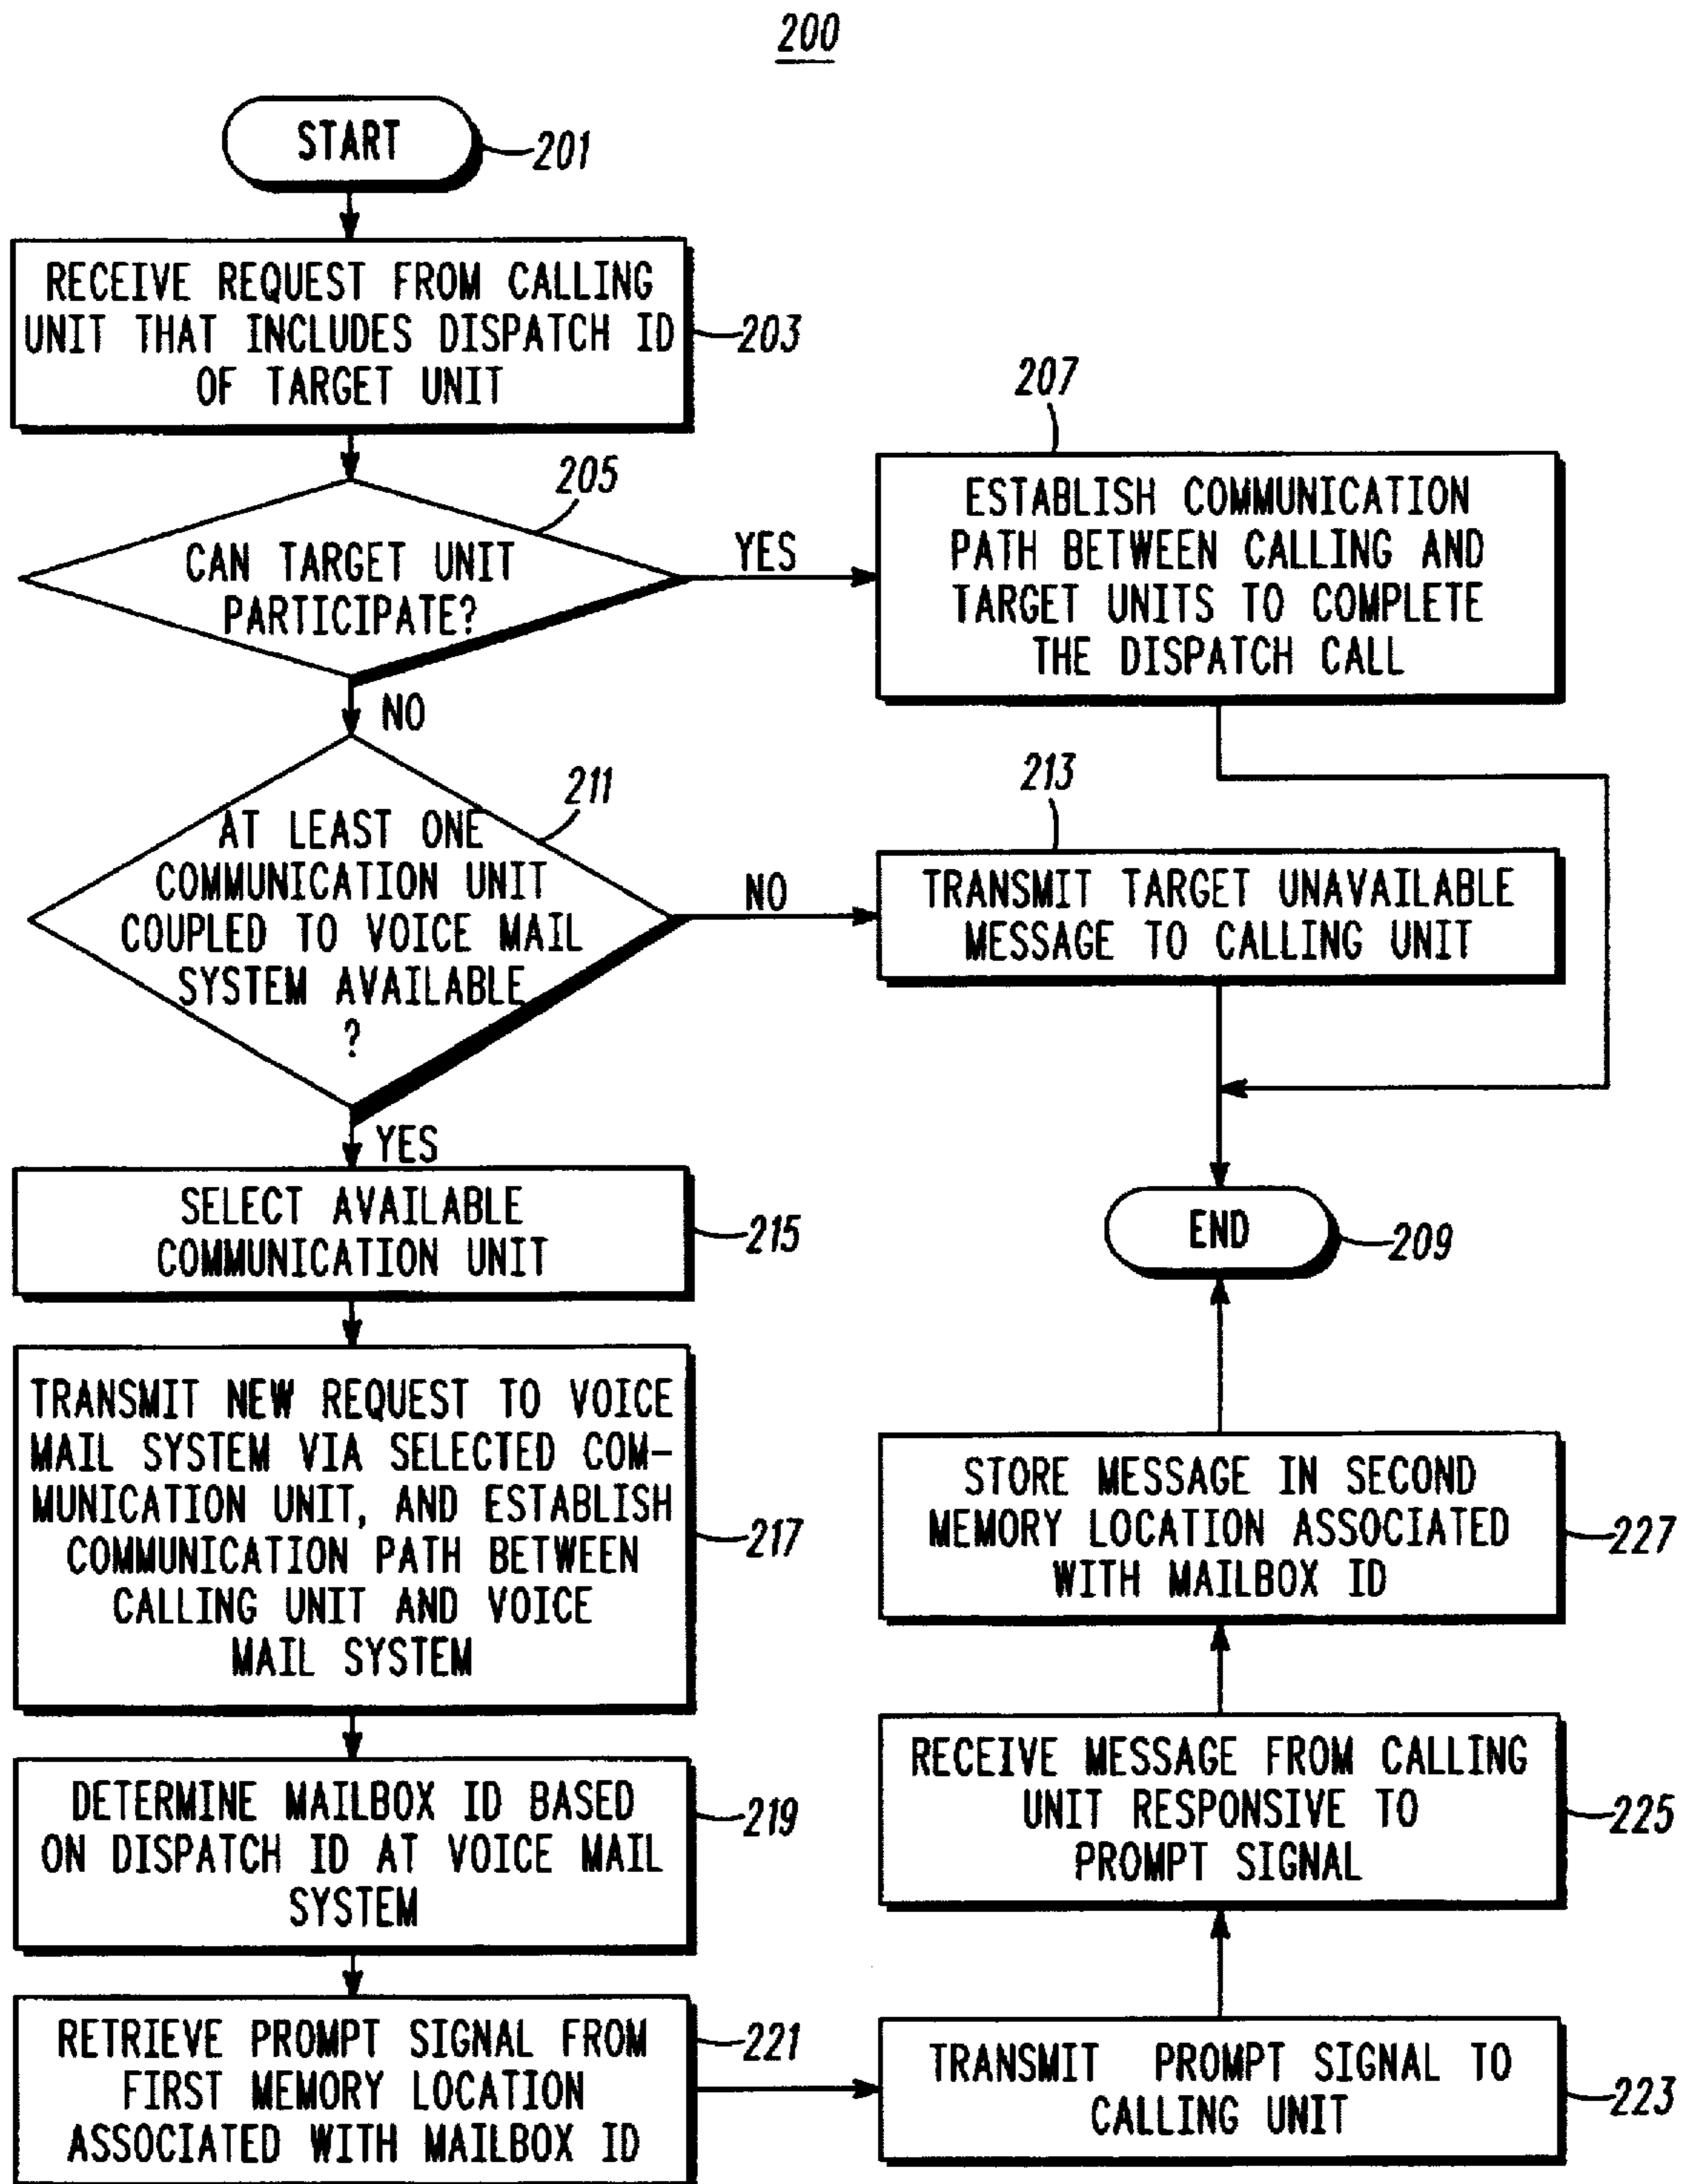 200
START
201
RECEIVE REQUEST FROM CALLING
UNIT THAT INCLUDES DISPATCH ID
OF TARGET UNIT
203
205
CAN TARGET UNIT
PARTICIPATE?
YES
NO
207
ESTABLISH COMMUNICATION
PATH BETWEEN CALLING AND
TARGET UNITS TO COMPLETE
THE DISPATCH CALL
211
AT LEAST ONE
COMMUNICATION UNIT
COUPLED TO VOICE MAIL
SYSTEM AVAILABLE
?
NO
YES
213
TRANSMIT TARGET UNAVAILABLE
MESSAGE TO CALLING UNIT
END
209
SELECT AVAILABLE
COMMUNICATION UNIT
215
TRANSMIT NEW REQUEST TO VOICE
MAIL SYSTEM VIA SELECTED COM-
MUNICATION UNIT, AND ESTABLISH
COMMUNICATION PATH BETWEEN
CALLING UNIT AND VOICE
MAIL SYSTEM
217
DETERMINE MAILBOX ID BASED
ON DISPATCH ID AT VOICE MAIL
SYSTEM
219
RETRIEVE PROMPT SIGNAL FROM
FIRST MEMORY LOCATION
ASSOCIATED WITH MAILBOX ID
221
TRANSMIT PROMPT SIGNAL TO
CALLING UNIT
223
RECEIVE MESSAGE FROM CALLING
UNIT RESPONSIVE TO
PROMPT SIGNAL
225
STORE MESSAGE IN SECOND
MEMORY LOCATION ASSOCIATED
WITH MAILBOX ID
227